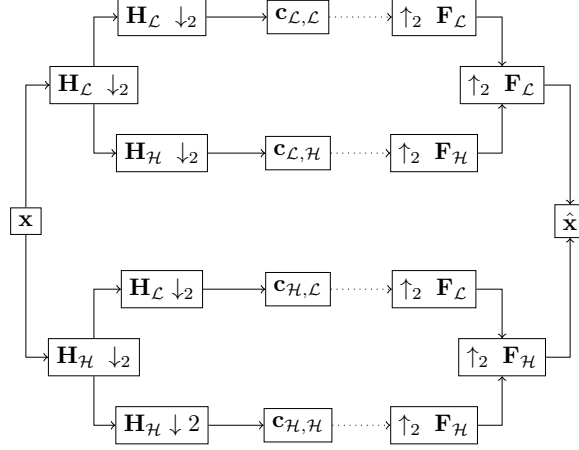 H_ℒ ↓₂ c_{ℒ,ℒ} ↑₂ F_ℒ
H_ℒ ↓₂ ↑₂ F_ℒ
H_ℋ ↓₂ c_{ℒ,ℋ} ↑₂ F_ℋ
x x̂
H_ℒ ↓₂ c_{ℋ,ℒ} ↑₂ F_ℒ
H_ℋ ↓₂ ↑₂ F_ℋ
H_ℋ ↓ 2 c_{ℋ,ℋ} ↑₂ F_ℋ